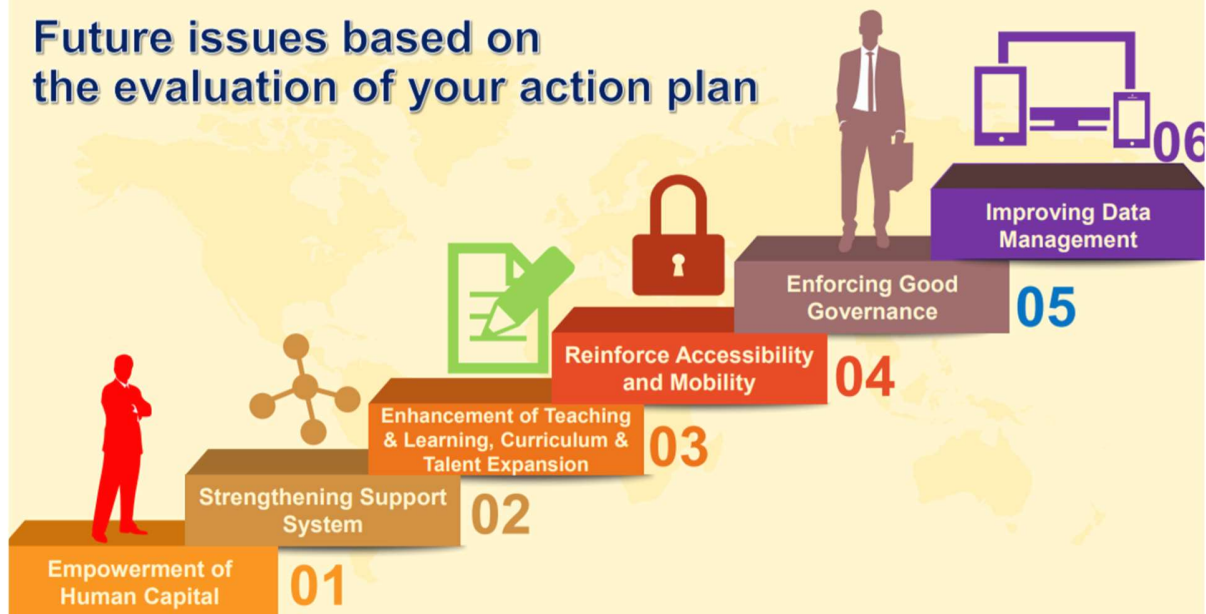 Future issues based on
the evaluation of your action plan
Empowerment of
Human Capital
01
Strengthening Support
System
02
Enhancement of Teaching
& Learning, Curriculum &
Talent Expansion
03
Reinforce Accessibility
and Mobility
04
Enforcing Good
Governance
05
Improving Data
Management
06